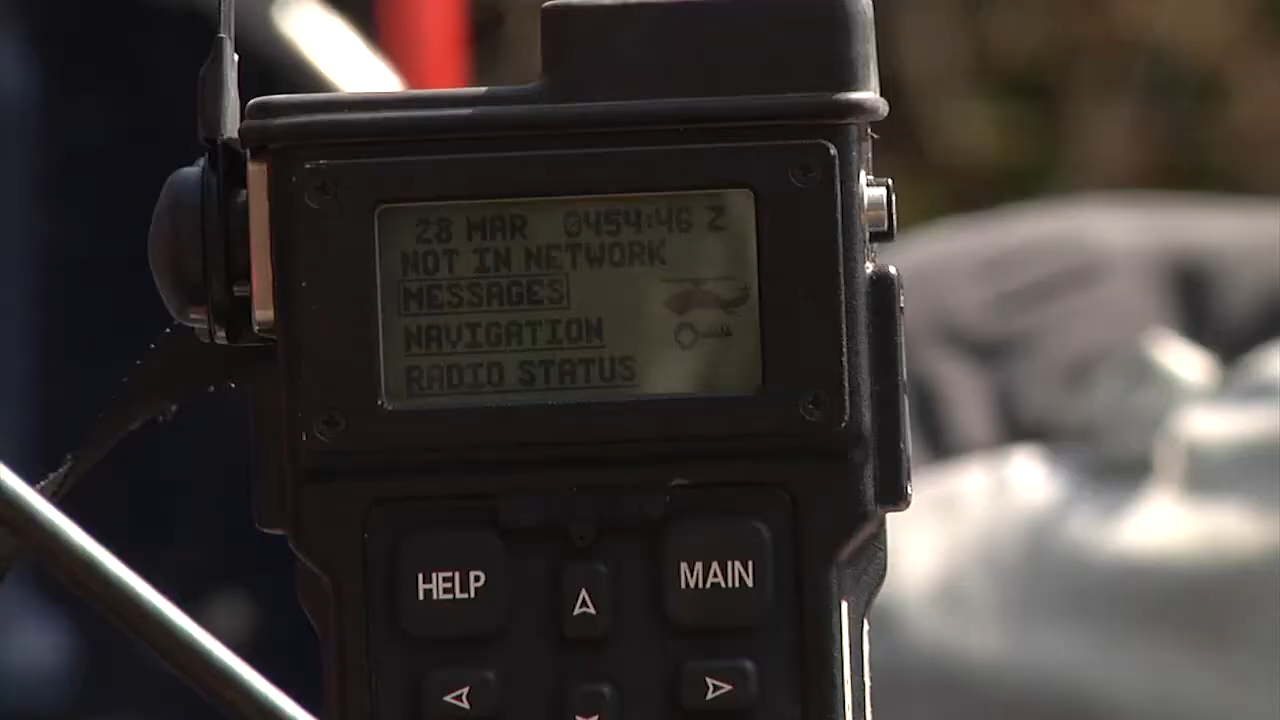 28 MAR 0454:46 Z
NOT IN NETWORK
MESSAGES
NAVIGATION
RADIO STATUS
HELP
MAIN